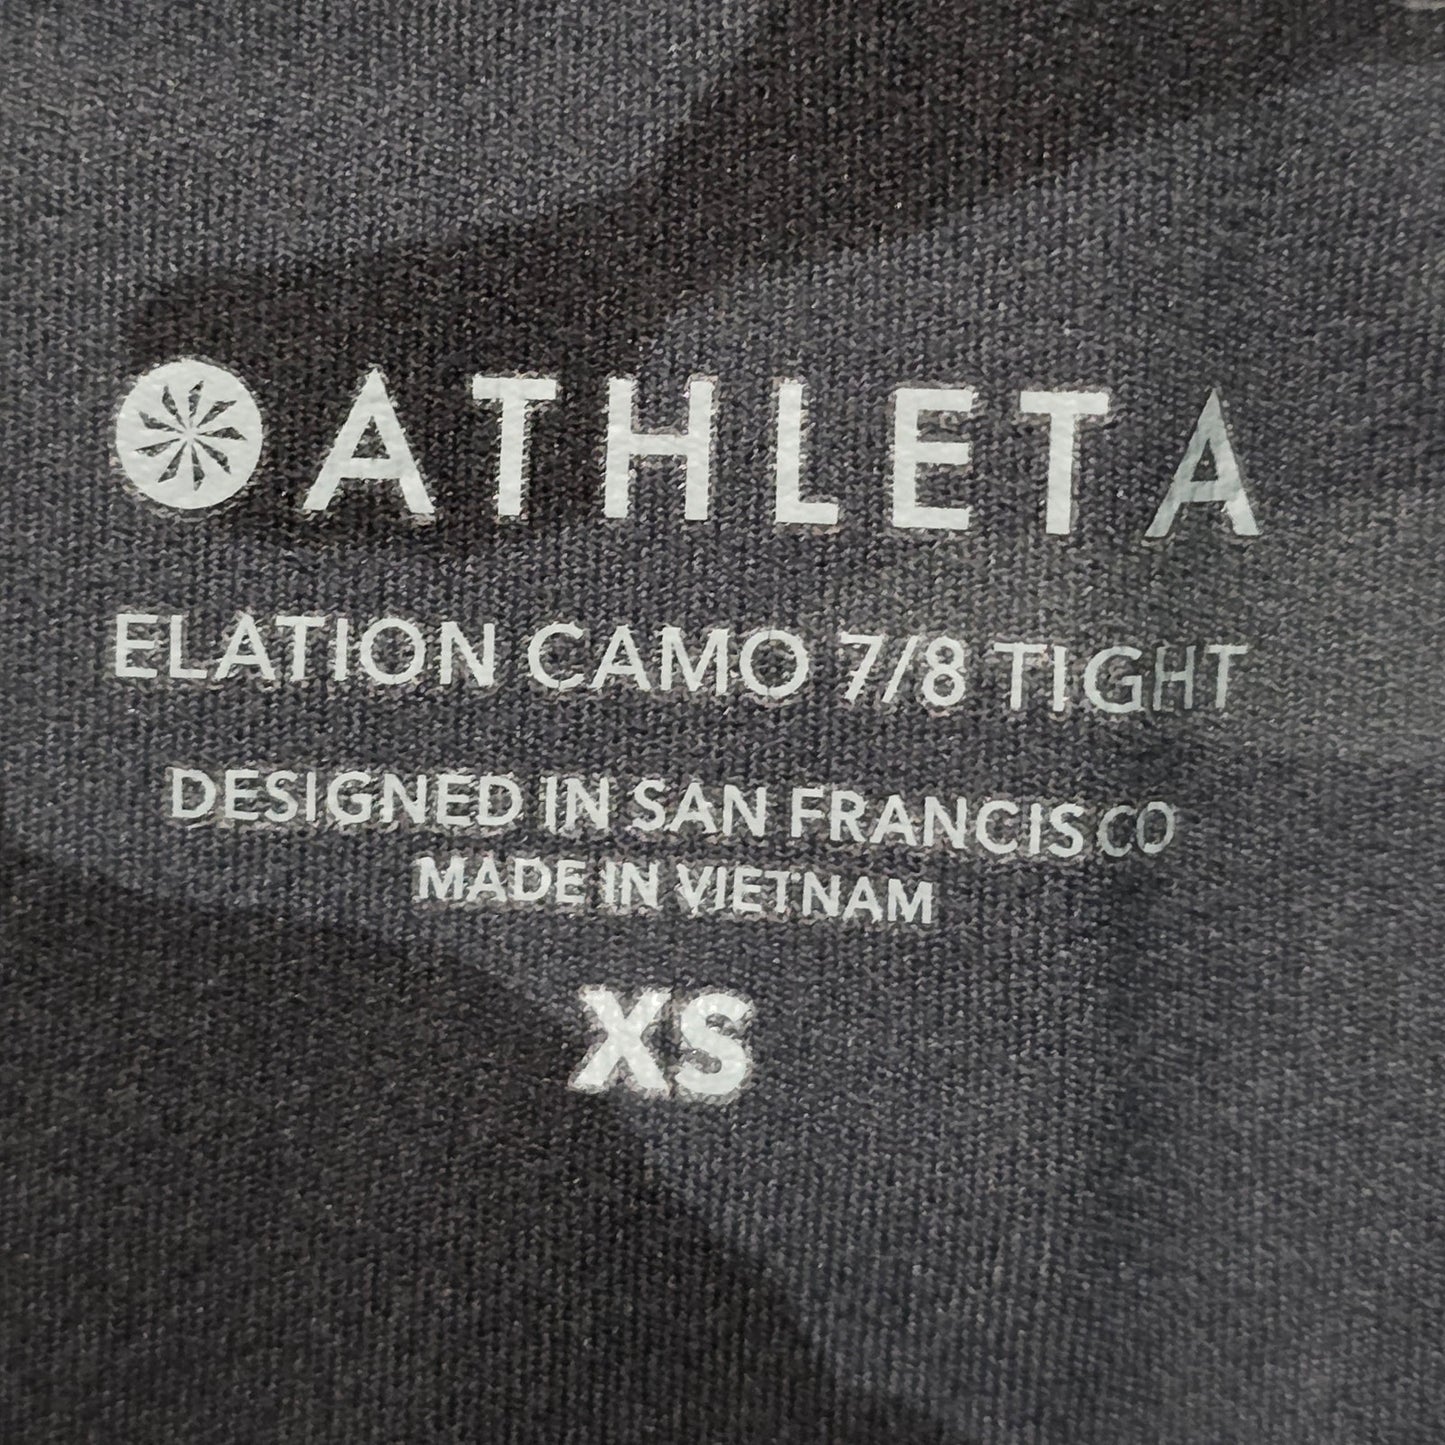 ATHLETA
ELATION CAMO 7/8 TIGHT
DESIGNED IN SAN FRANCISCO
MADE IN VIETNAM
XS